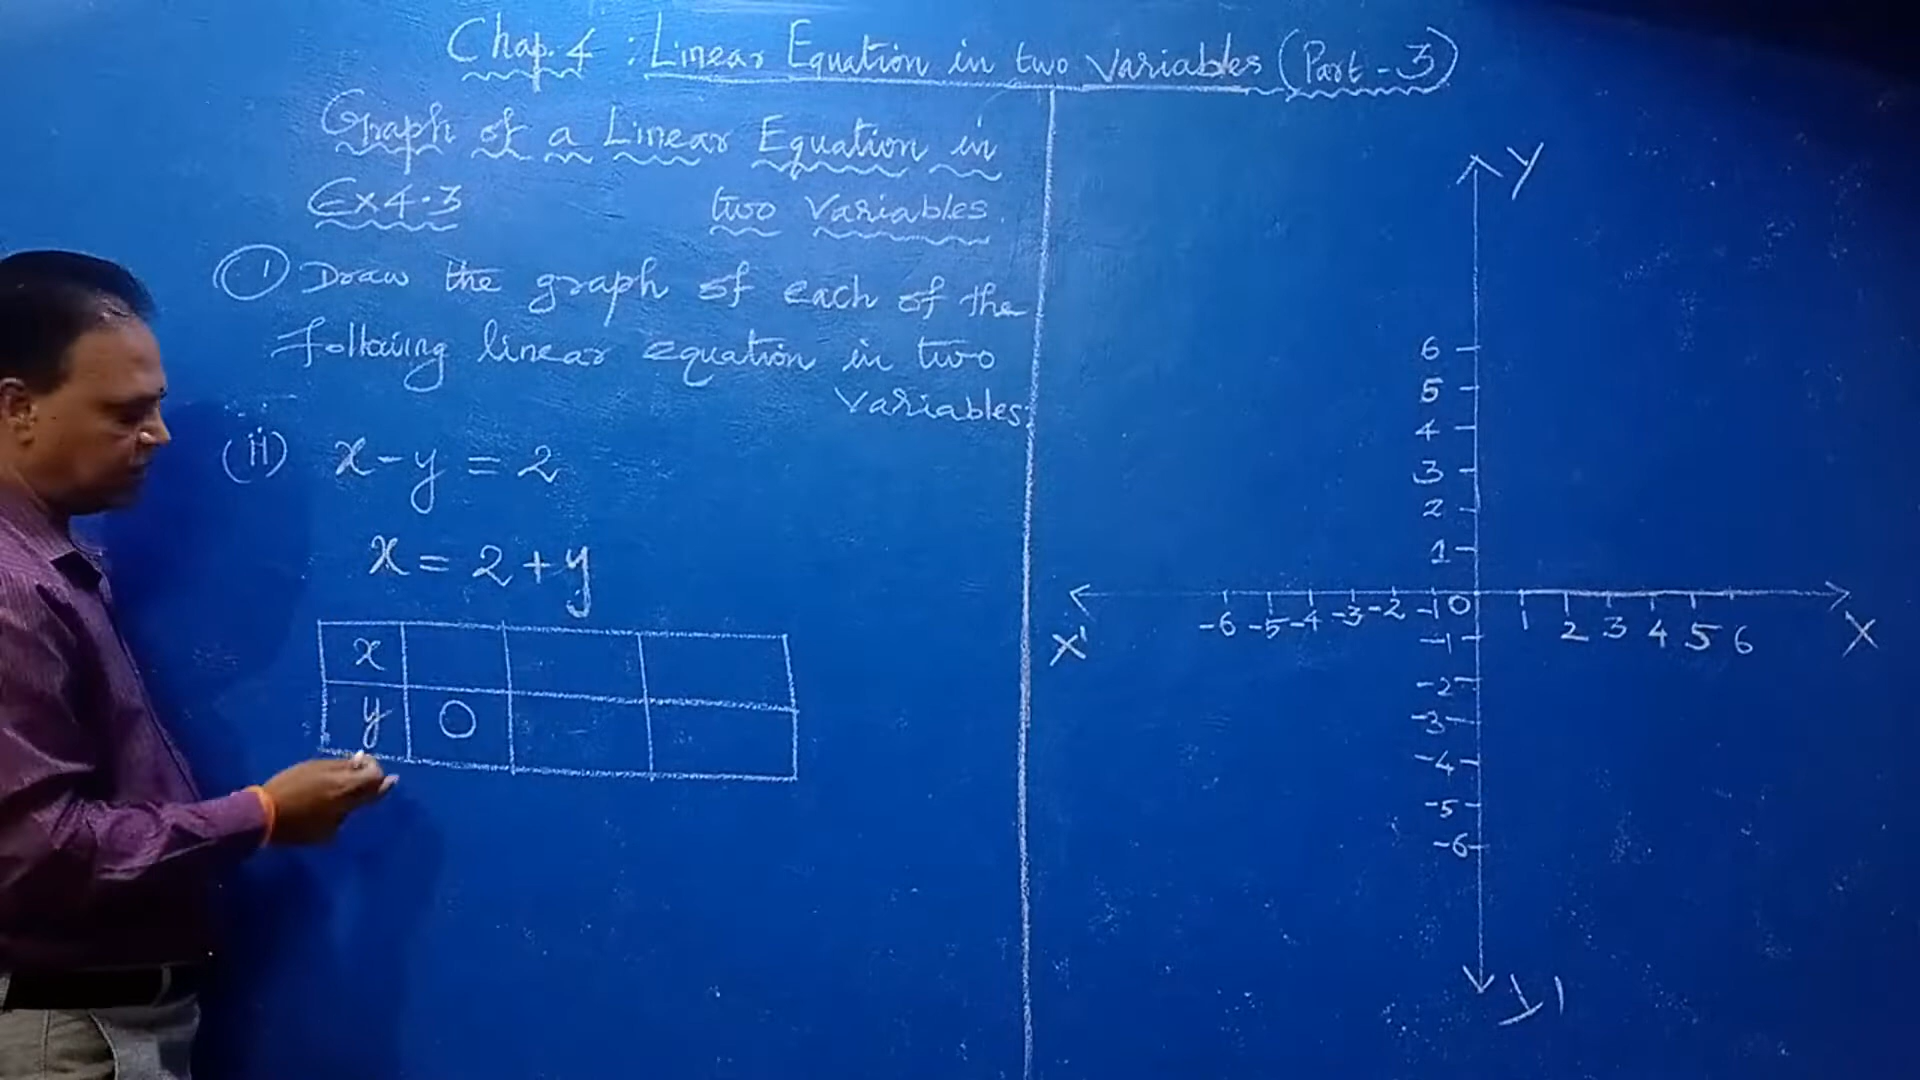 Chap. 4 : Linear Equation in two variables (Part - 3)
Graph of a Linear Equation in
Ex 4.3 two variables.
(1) Draw the graph of each of the
following linear equation in two
variables.
(ii) x - y = 2
x = 2 + y
x
y 0
Y
6
5
4
3
2
1
-6 -5 -4 -3 -2 -1 0 1 2 3 4 5 6
X' X
-1
-2
-3
-4
-5
-6
Y'